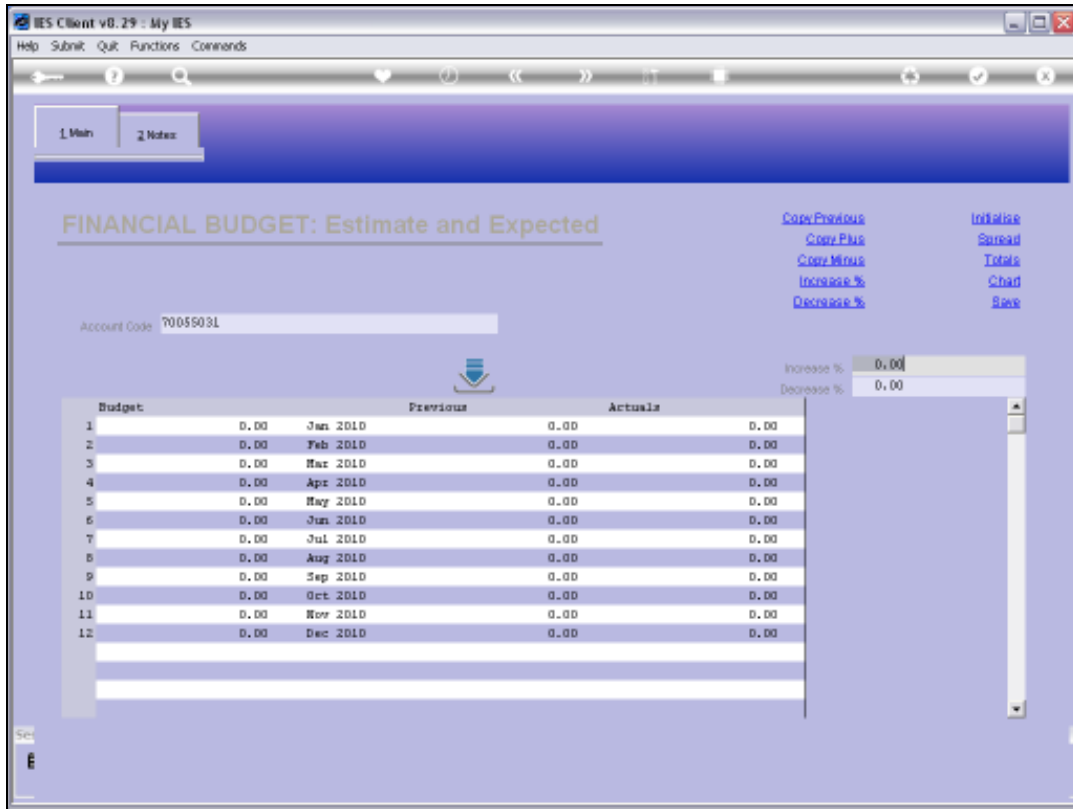 IES Client v8.29 : My IES
Help Submit Quit Functions Commands
1 Main 2 Notes
FINANCIAL BUDGET: Estimate and Expected
Copy Previous Initialise
Copy Plus Spread
Copy Minus Totals
Increase % Chart
Decrease % Save
Account Code 70055031
Increase % 0.00
Decrease % 0.00
Budget Previous Actuals
1 0.00 Jan 2010 0.00 0.00
2 0.00 Feb 2010 0.00 0.00
3 0.00 Mar 2010 0.00 0.00
4 0.00 Apr 2010 0.00 0.00
5 0.00 May 2010 0.00 0.00
6 0.00 Jun 2010 0.00 0.00
7 0.00 Jul 2010 0.00 0.00
8 0.00 Aug 2010 0.00 0.00
9 0.00 Sep 2010 0.00 0.00
10 0.00 Oct 2010 0.00 0.00
11 0.00 Nov 2010 0.00 0.00
12 0.00 Dec 2010 0.00 0.00